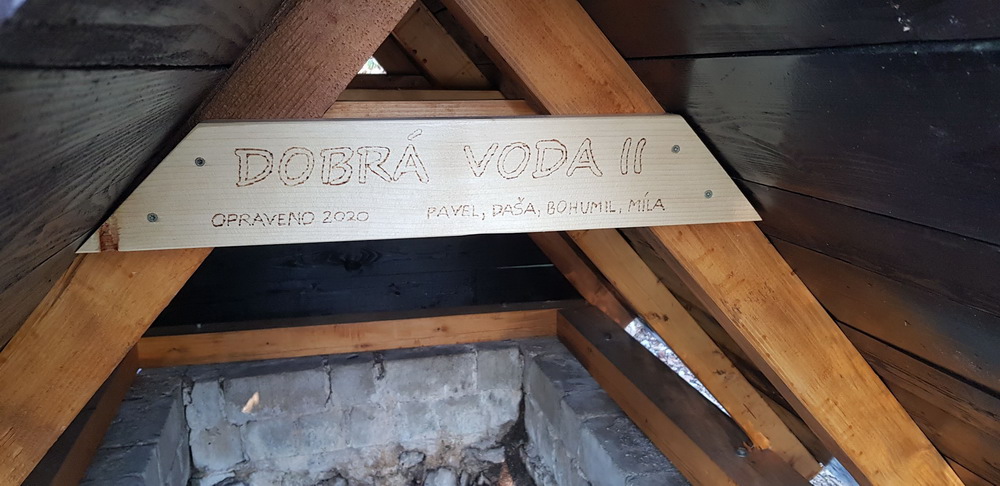 DOBRÁ VODA II
OPRAVENO 2020 PAVEL, DAŠA, BOHUMIL, MÍLA